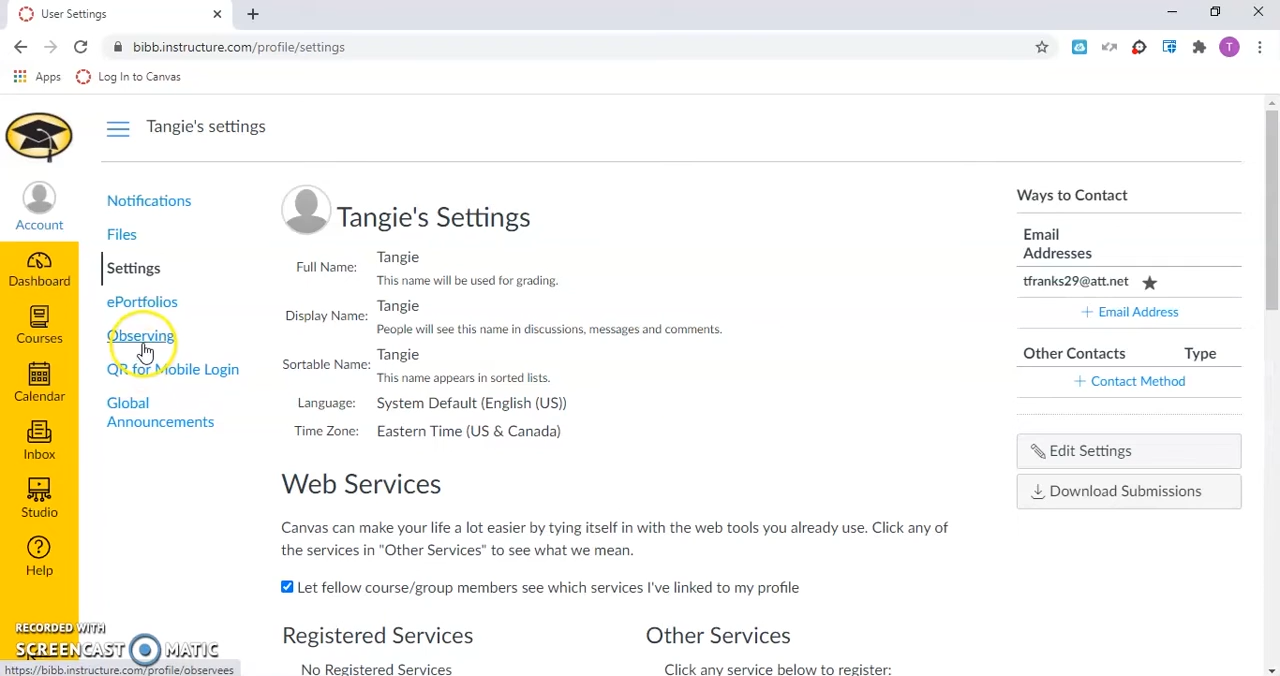 User Settings
bibb.instructure.com/profile/settings
T
Apps
Log In to Canvas
Tangie's settings
Account
Dashboard
Courses
Calendar
Inbox
Studio
Help
Notifications
Files
Settings
ePortfolios
Observing
QR for Mobile Login
Global
Announcements
Tangie's Settings
Full Name: Tangie
This name will be used for grading.
Display Name: Tangie
People will see this name in discussions, messages and comments.
Sortable Name: Tangie
This name appears in sorted lists.
Language: System Default (English (US))
Time Zone: Eastern Time (US & Canada)
Web Services
Canvas can make your life a lot easier by tying itself in with the web tools you already use. Click any of
the services in "Other Services" to see what we mean.
Let fellow course/group members see which services I've linked to my profile
Registered Services
No Registered Services
Other Services
Click any service below to register:
Ways to Contact
Email
Addresses
tfranks29@att.net
+ Email Address
Other Contacts Type
+ Contact Method
Edit Settings
Download Submissions
RECORDED WITH
SCREENCAST MATIC
https://bibb.instructure.com/profile/observees